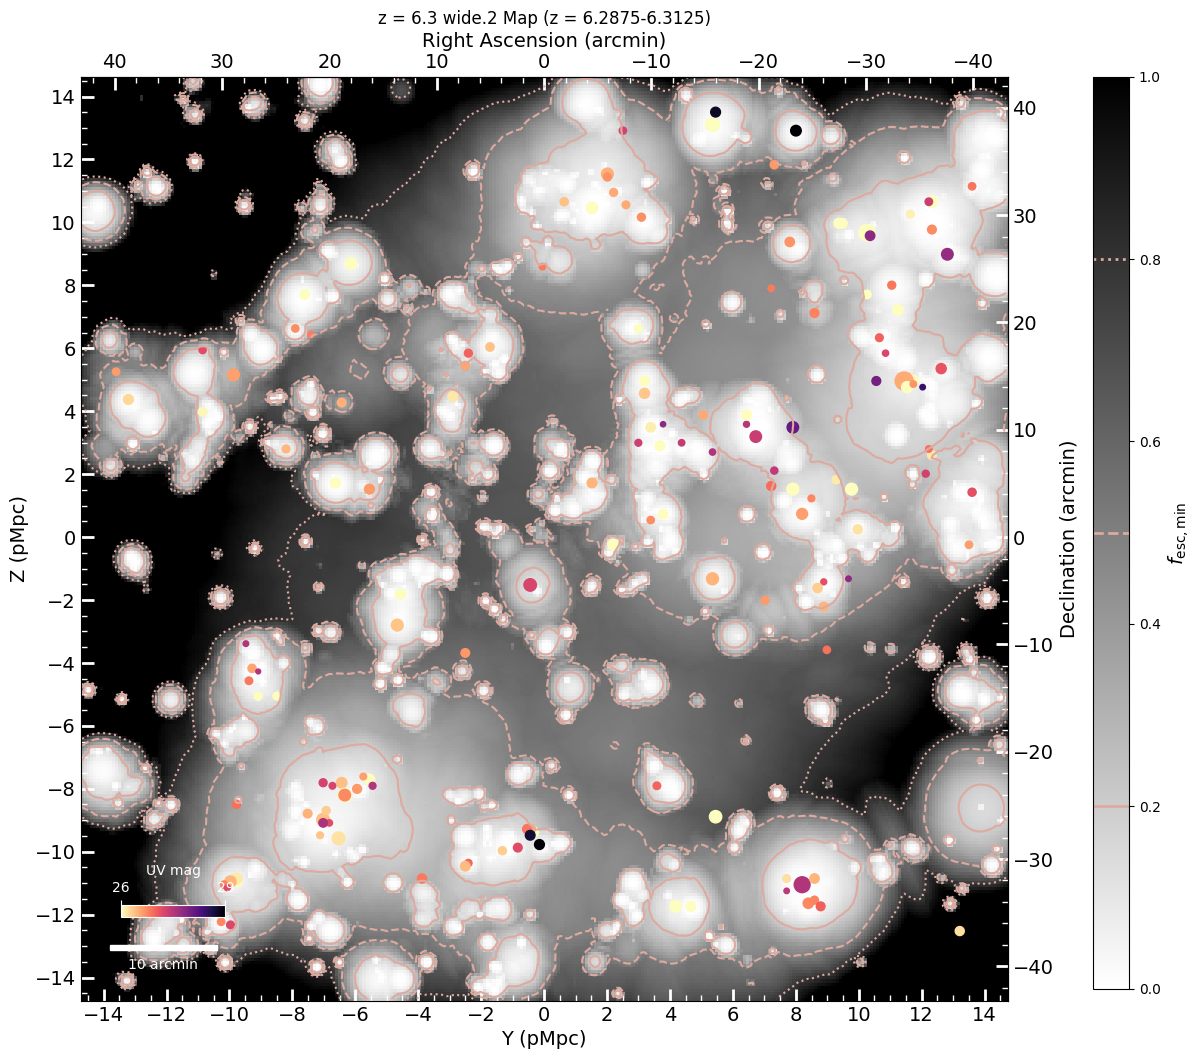 z = 6.3 wide.2 Map (z = 6.2875-6.3125)
Right Ascension (arcmin)
40 30 20 10 0 −10 −20 −30 −40
14 12 10 8 6 4 2 0 −2 −4 −6 −8 −10 −12 −14
Z (pMpc)
UV mag
26 29
10 arcmin
−14 −12 −10 −8 −6 −4 −2 0 2 4 6 8 10 12 14
Y (pMpc)
40 30 20 10 0 −10 −20 −30 −40
Declination (arcmin)
1.0 0.8 0.6 0.4 0.2 0.0
fesc,min